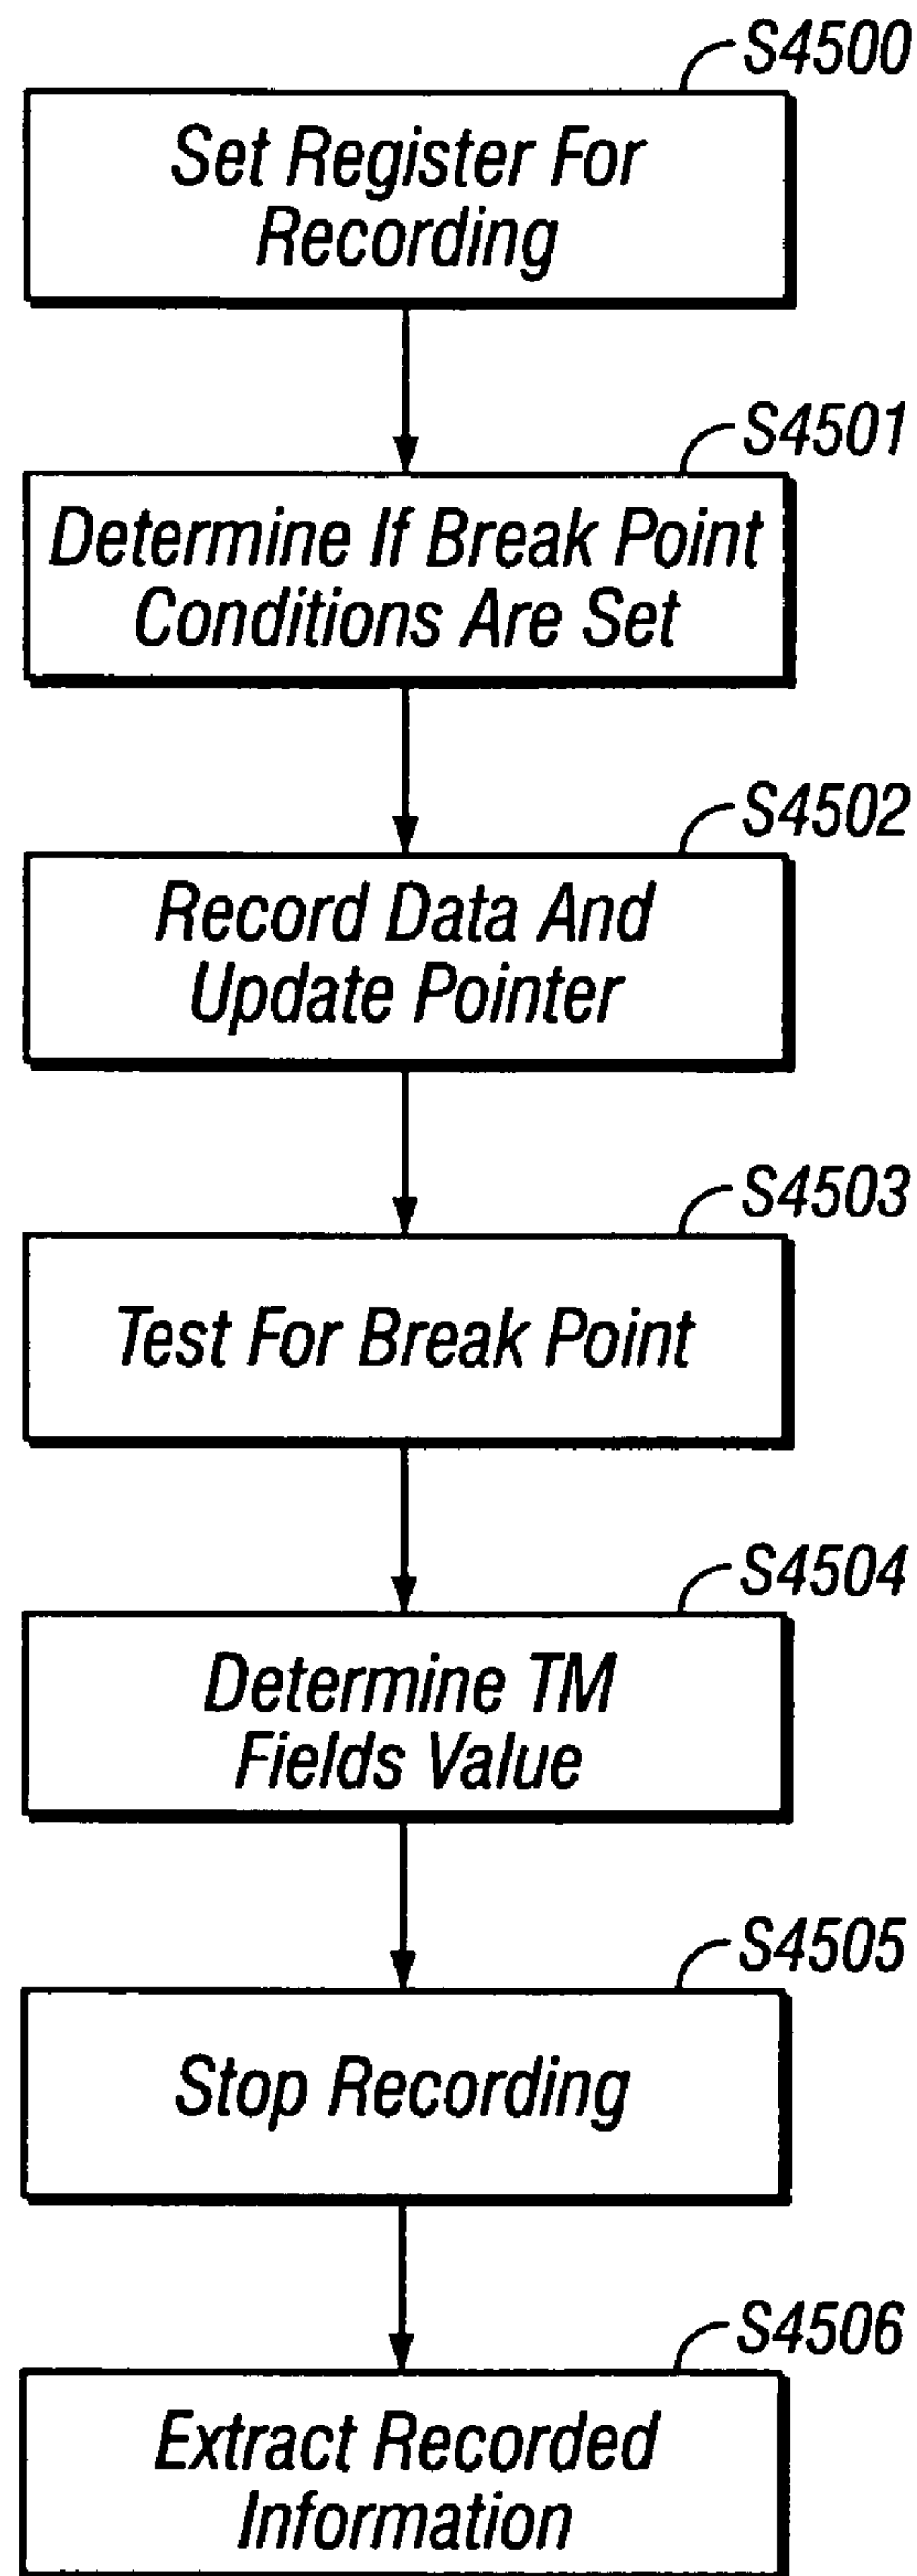 S4500
Set Register For
Recording
S4501
Determine If Break Point
Conditions Are Set
S4502
Record Data And
Update Pointer
S4503
Test For Break Point
S4504
Determine TM
Fields Value
S4505
Stop Recording
S4506
Extract Recorded
Information